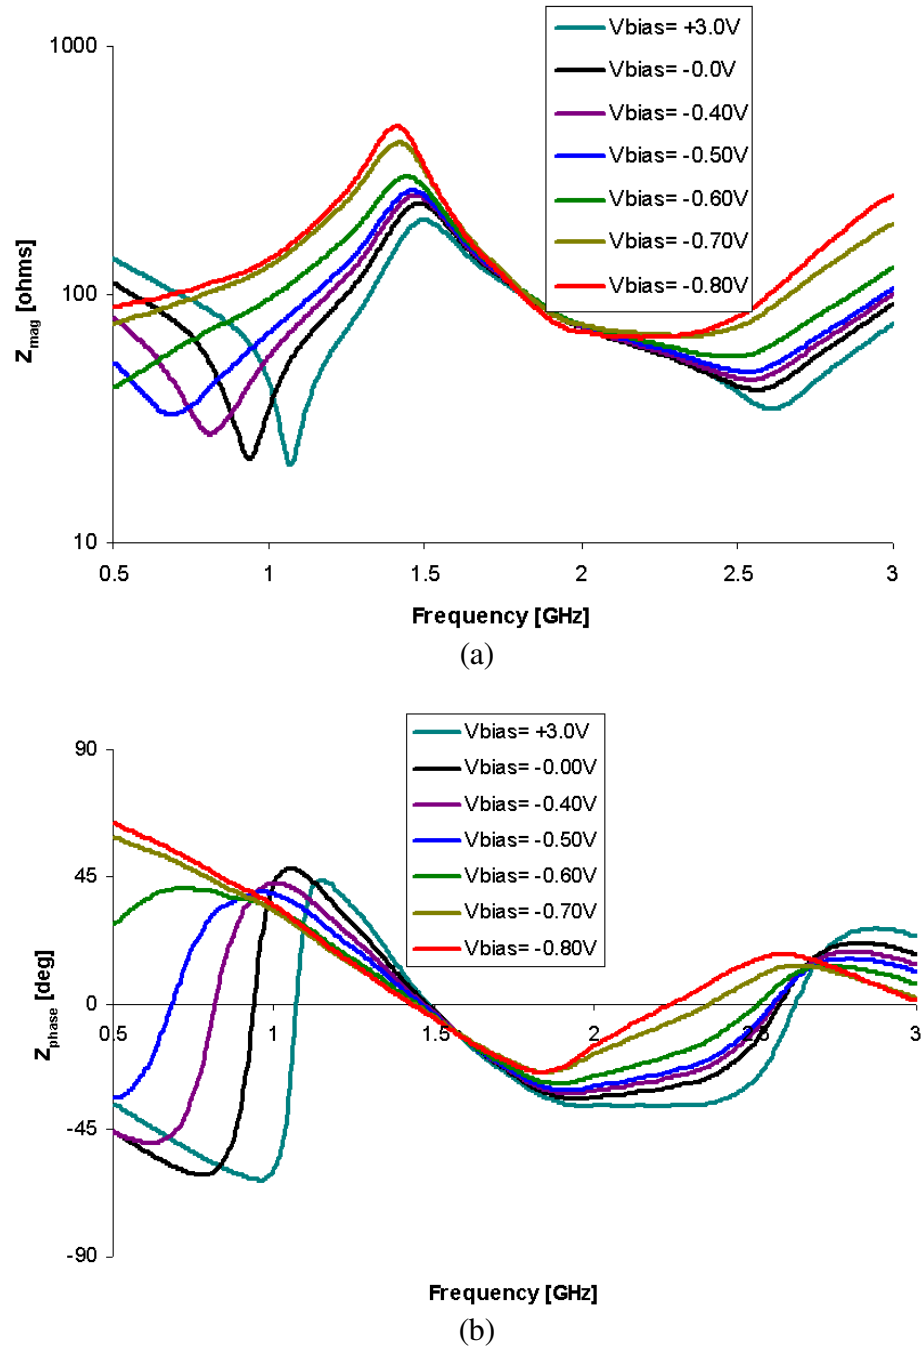 1000
100
10
0.5 1 1.5 2 2.5 3
Z mag [ohms]
Frequency [GHz]
Vbias= +3.0V
Vbias= -0.0V
Vbias= -0.40V
Vbias= -0.50V
Vbias= -0.60V
Vbias= -0.70V
Vbias= -0.80V
(a)
90
45
0
-45
-90
0.5 1 1.5 2 2.5 3
Z phase [deg]
Frequency [GHz]
Vbias= +3.0V
Vbias= -0.00V
Vbias= -0.40V
Vbias= -0.50V
Vbias= -0.60V
Vbias= -0.70V
Vbias= -0.80V
(b)